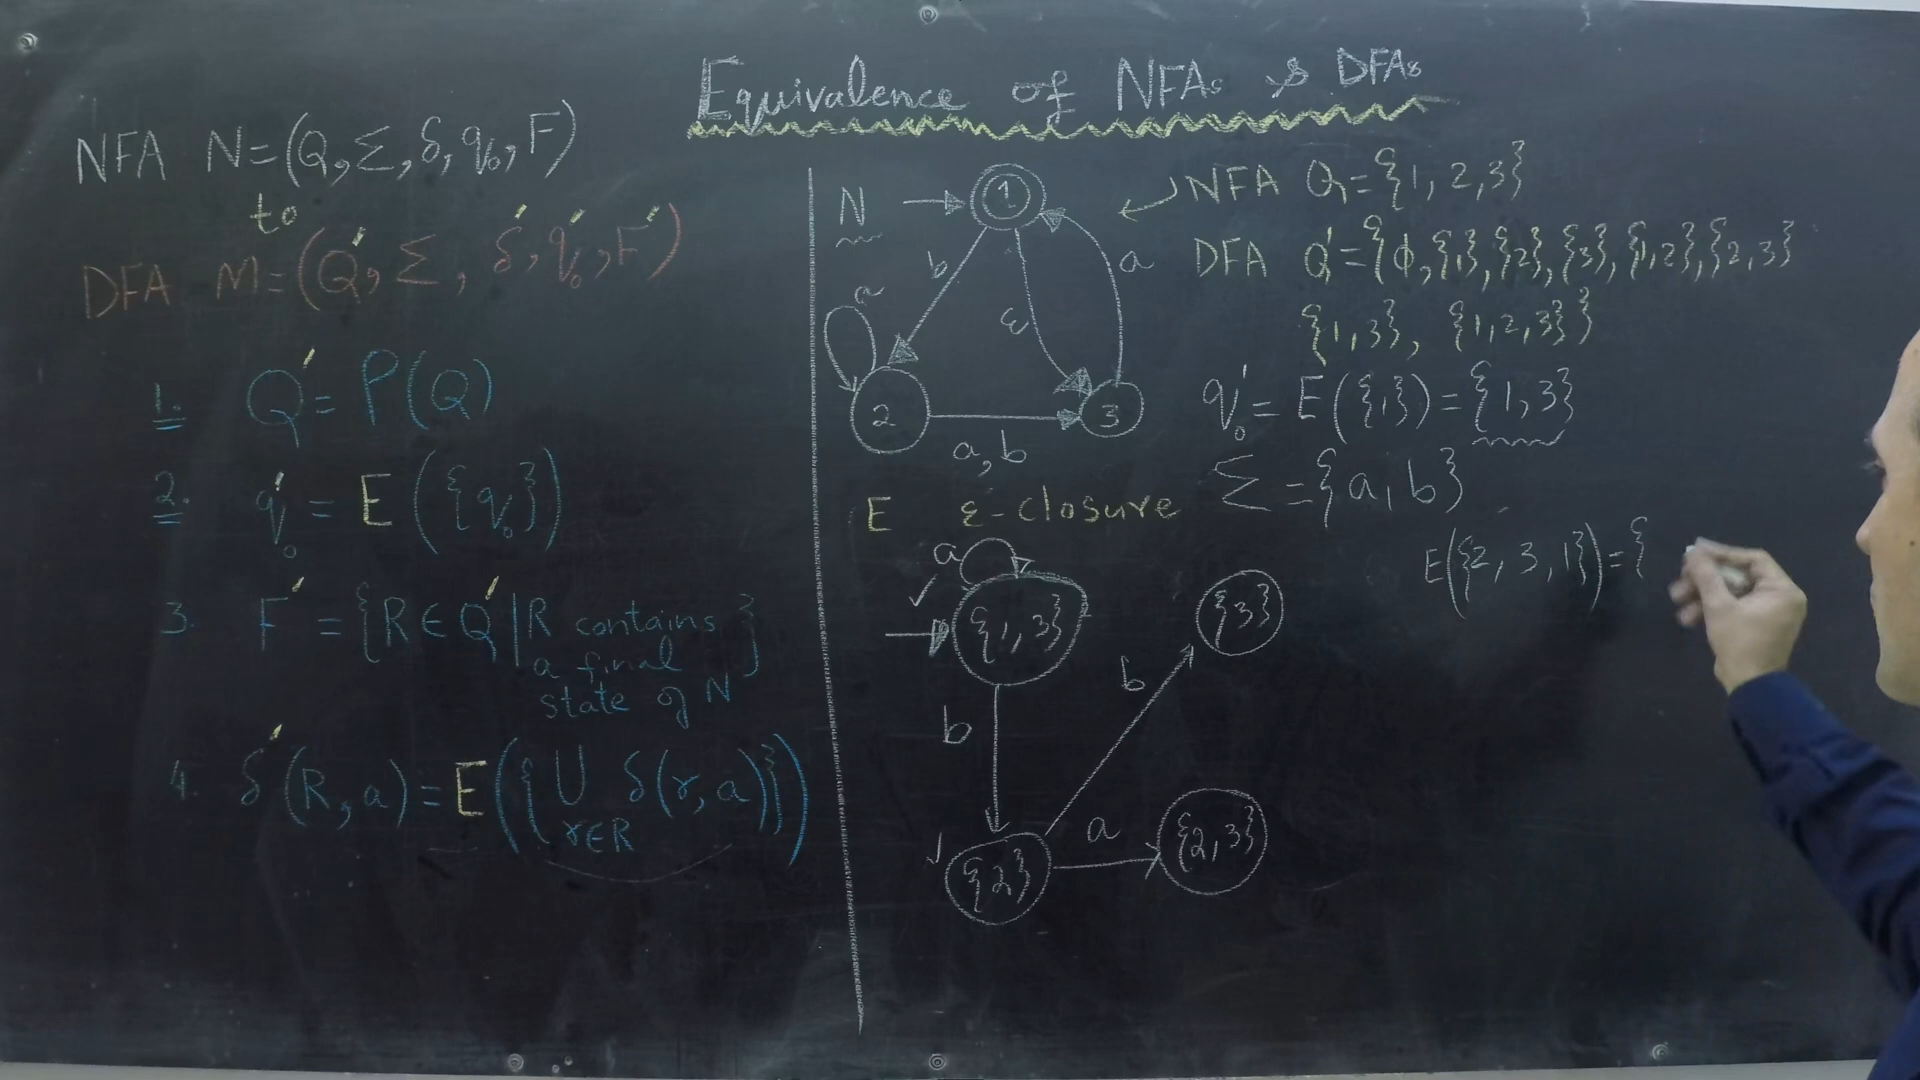 Equivalence of NFAs & DFAs
NFA N=(Q, Σ, δ, q₀, F)
to
DFA M=(Q', Σ, δ', q₀', F')
1. Q' = P(Q)
2. q₀' = E({q₀})
3. F' = {R ∈ Q' | R contains
a final
state of N}
4. δ'(R, a) = E({∪ δ(r, a)})
r∈R
N
1
b
ε
a
a
2
3
a, b
NFA Q = {1, 2, 3}
DFA Q' = {ϕ, {1}, {2}, {3}, {1, 2}, {2, 3}
{1, 3}, {1, 2, 3}}
q₀' = E({1}) = {1, 3}
Σ = {a, b}
E({2, 3, 1}) = {
E ε-closure
a
{1, 3}
{3}
b
b
{2}
a
{2, 3}